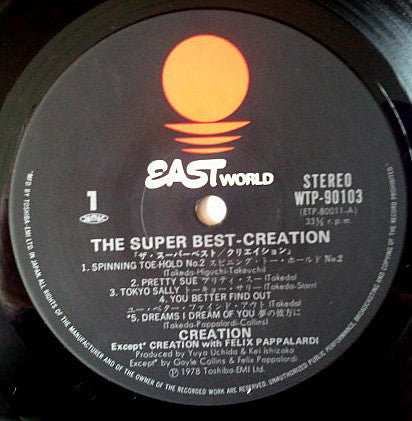 EAST WORLD
1
STEREO
WTP-90103
(ETP-80011-A)
33⅓ r.p.m.
THE SUPER BEST-CREATION
「ザ・スーパーベスト/クリエイション」
1. SPINNING TOE HOLD No.2 スピニング・トー・ホールド No.2
(Takeda-Higuchi-Takeuchi)
2. PRETTY SUE プリティ・スー (Takeda)
3. TOKYO SALLY トーキョー・サリー (Takeda-Starr)
4. YOU BETTER FIND OUT
ユー・ベター・ファインド・アウト (Takeda)
*5. DREAMS I DREAM OF YOU 夢の彼方に
(Takeda-Pappalardi-Collins)
CREATION
Except* CREATION with FELIX PAPPALARDI
Produced by Yuya Uchida & Kei Ishizaka
Except* by Gayle Collins & Felix Pappalardi
℗ 1978 Toshiba-EMI Ltd.
MF'D BY TOSHIBA-EMI LTD IN JAPAN. ALL RIGHTS OF THE MANUFACTURER AND OF THE OWNER OF THE RECORDED WORK RESERVED. UNAUTHORIZED PUBLIC PERFORMANCE, BROADCASTING AND COPYING OF THIS RECORD PROHIBITED